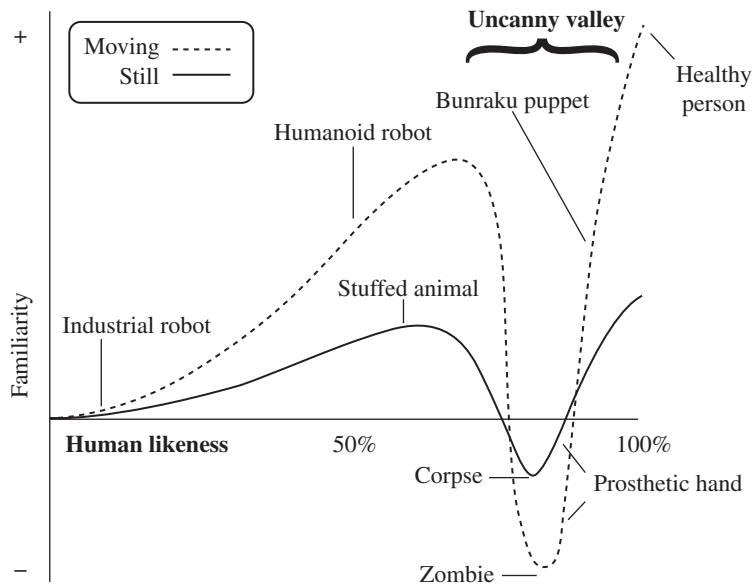 Uncanny valley
+
Moving
Still
Healthy
person
Bunraku puppet
Humanoid robot
Stuffed animal
Industrial robot
Familiarity
Human likeness
50%
100%
Corpse
Prosthetic hand
Zombie
−